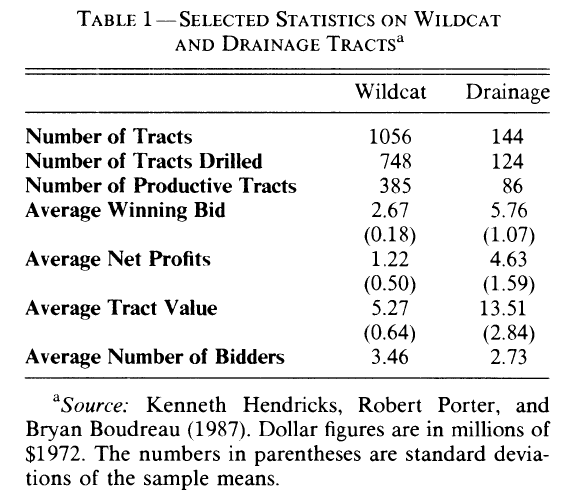 TABLE 1—SELECTED STATISTICS ON WILDCAT
AND DRAINAGE TRACTSa
Wildcat Drainage
Number of Tracts 1056 144
Number of Tracts Drilled 748 124
Number of Productive Tracts 385 86
Average Winning Bid 2.67 5.76
(0.18) (1.07)
Average Net Profits 1.22 4.63
(0.50) (1.59)
Average Tract Value 5.27 13.51
(0.64) (2.84)
Average Number of Bidders 3.46 2.73
aSource: Kenneth Hendricks, Robert Porter, and
Bryan Boudreau (1987). Dollar figures are in millions of
$1972. The numbers in parentheses are standard devia-
tions of the sample means.